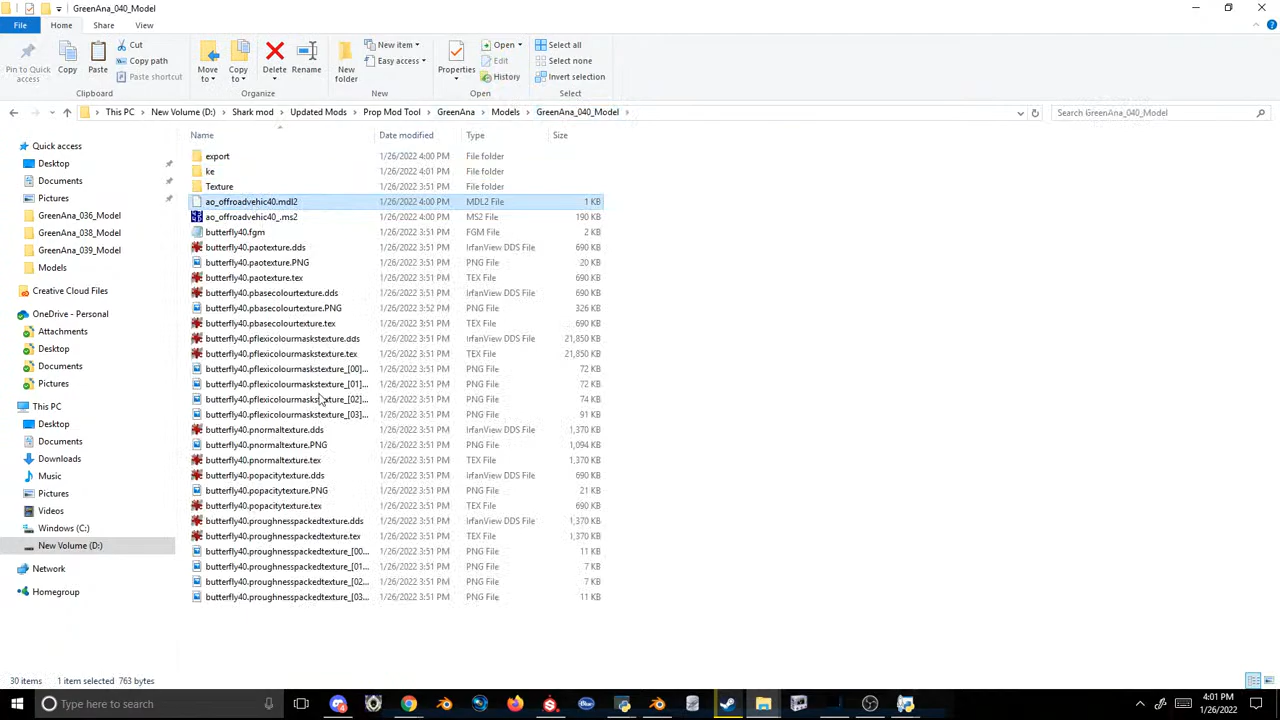 GreenAna_040_Model
File Home Share View
Pin to Quick access
Copy
Paste
Cut
Copy path
Paste shortcut
Clipboard
Move to
Copy to
Delete
Rename
Organize
New folder
New item
Easy access
New
Properties
Open
Edit
History
Open
Select all
Select none
Invert selection
Select
This PC New Volume (D:) Shark mod Updated Mods Prop Mod Tool GreenAna Models GreenAna_040_Model
Search GreenAna_040_Model
Quick access
Desktop
Documents
Pictures
GreenAna_036_Model
GreenAna_038_Model
GreenAna_039_Model
Models
Creative Cloud Files
OneDrive - Personal
Attachments
Desktop
Documents
Pictures
This PC
Desktop
Documents
Downloads
Music
Pictures
Videos
Windows (C:)
New Volume (D:)
Network
Homegroup
Name Date modified Type Size
export 1/26/2022 4:00 PM File folder
ke 1/26/2022 4:01 PM File folder
Texture 1/26/2022 3:51 PM File folder
ao_offroadvehic40.mdl2 1/26/2022 4:00 PM MDL2 File 1 KB
ao_offroadvehic40_.ms2 1/26/2022 4:00 PM MS2 File 190 KB
butterfly40.fgm 1/26/2022 3:51 PM FGM File 2 KB
butterfly40.paotexture.dds 1/26/2022 3:51 PM IrfanView DDS File 690 KB
butterfly40.paotexture.PNG 1/26/2022 3:51 PM PNG File 20 KB
butterfly40.paotexture.tex 1/26/2022 3:51 PM TEX File 690 KB
butterfly40.pbasecolourtexture.dds 1/26/2022 3:51 PM IrfanView DDS File 690 KB
butterfly40.pbasecolourtexture.PNG 1/26/2022 3:52 PM PNG File 326 KB
butterfly40.pbasecolourtexture.tex 1/26/2022 3:51 PM TEX File 690 KB
butterfly40.pflexicolourmaskstexture.dds 1/26/2022 3:51 PM IrfanView DDS File 21,850 KB
butterfly40.pflexicolourmaskstexture.tex 1/26/2022 3:51 PM TEX File 21,850 KB
butterfly40.pflexicolourmaskstexture_[00]... 1/26/2022 3:51 PM PNG File 72 KB
butterfly40.pflexicolourmaskstexture_[01]... 1/26/2022 3:51 PM PNG File 72 KB
butterfly40.pflexicolourmaskstexture_[02]... 1/26/2022 3:51 PM PNG File 74 KB
butterfly40.pflexicolourmaskstexture_[03]... 1/26/2022 3:51 PM PNG File 91 KB
butterfly40.pnormaltexture.dds 1/26/2022 3:51 PM IrfanView DDS File 1,370 KB
butterfly40.pnormaltexture.PNG 1/26/2022 3:51 PM PNG File 1,094 KB
butterfly40.pnormaltexture.tex 1/26/2022 3:51 PM TEX File 1,370 KB
butterfly40.popacitytexture.dds 1/26/2022 3:51 PM IrfanView DDS File 690 KB
butterfly40.popacitytexture.PNG 1/26/2022 3:51 PM PNG File 21 KB
butterfly40.popacitytexture.tex 1/26/2022 3:51 PM TEX File 690 KB
butterfly40.proughnesspackedtexture.dds 1/26/2022 3:51 PM IrfanView DDS File 1,370 KB
butterfly40.proughnesspackedtexture.tex 1/26/2022 3:51 PM TEX File 1,370 KB
butterfly40.proughnesspackedtexture_[00... 1/26/2022 3:51 PM PNG File 11 KB
butterfly40.proughnesspackedtexture_[01... 1/26/2022 3:51 PM PNG File 7 KB
butterfly40.proughnesspackedtexture_[02... 1/26/2022 3:51 PM PNG File 7 KB
butterfly40.proughnesspackedtexture_[03... 1/26/2022 3:51 PM PNG File 11 KB
30 items 1 item selected 763 bytes
Type here to search
4:01 PM
1/26/2022